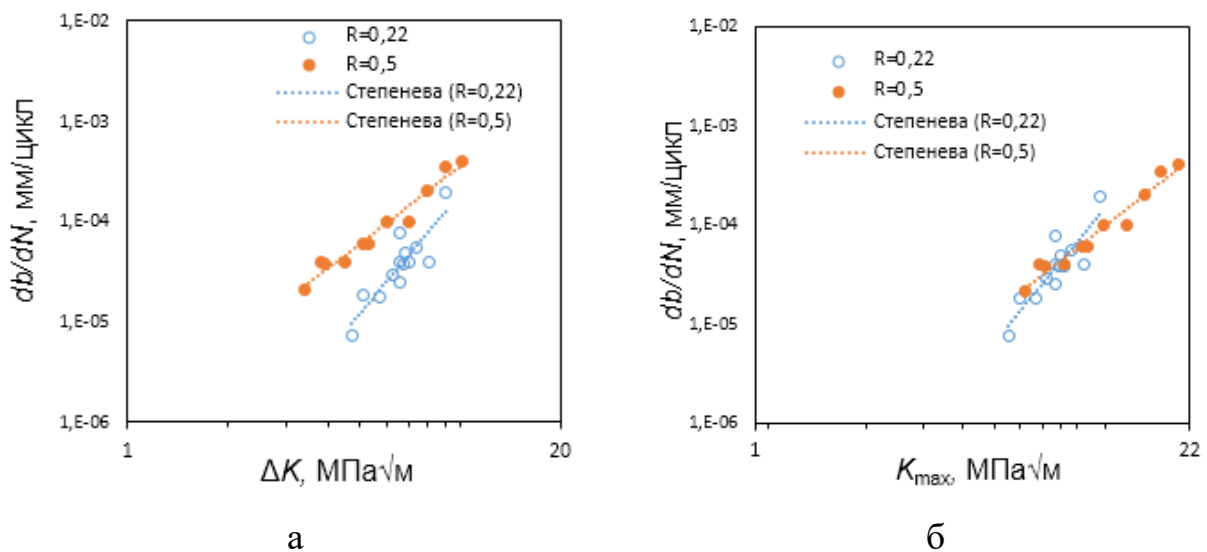 1,E-02
1,E-03
1,E-04
1,E-05
1,E-06
db/dN, мм/цикл
R=0,22
R=0,5
Степенева (R=0,22)
Степенева (R=0,5)
1
20
ΔK, МПа√м
а
1,E-02
1,E-03
1,E-04
1,E-05
1,E-06
db/dN, мм/цикл
R=0,22
R=0,5
Степенева (R=0,22)
Степенева (R=0,5)
1
22
Kmax, МПа√м
б